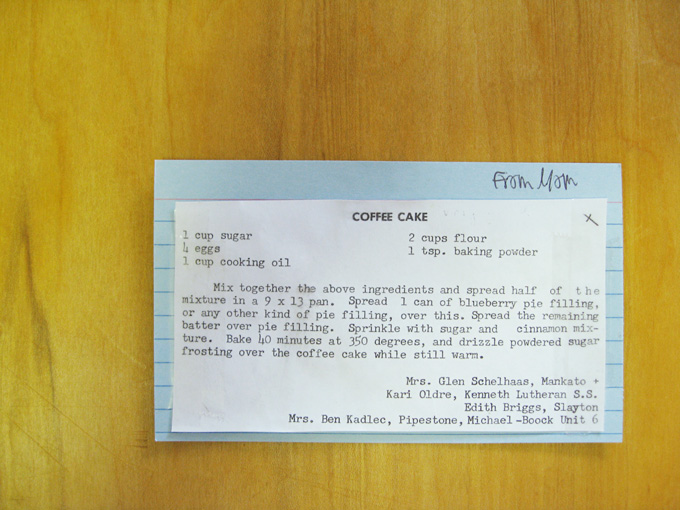 From Mom
COFFEE CAKE
x
1 cup sugar
2 cups flour
4 eggs
1 tsp. baking powder
1 cup cooking oil
Mix together the above ingredients and spread half of the
mixture in a 9 x 13 pan. Spread 1 can of blueberry pie filling,
or any other kind of pie filling, over this. Spread the remaining
batter over pie filling. Sprinkle with sugar and cinnamon mix-
ture. Bake 40 minutes at 350 degrees, and drizzle powdered sugar
frosting over the coffee cake while still warm.
Mrs. Glen Schelhaas, Mankato +
Kari Oldre, Kenneth Lutheran S.S.
Edith Briggs, Slayton
Mrs. Ben Kadlec, Pipestone, Michael-Boock Unit 6